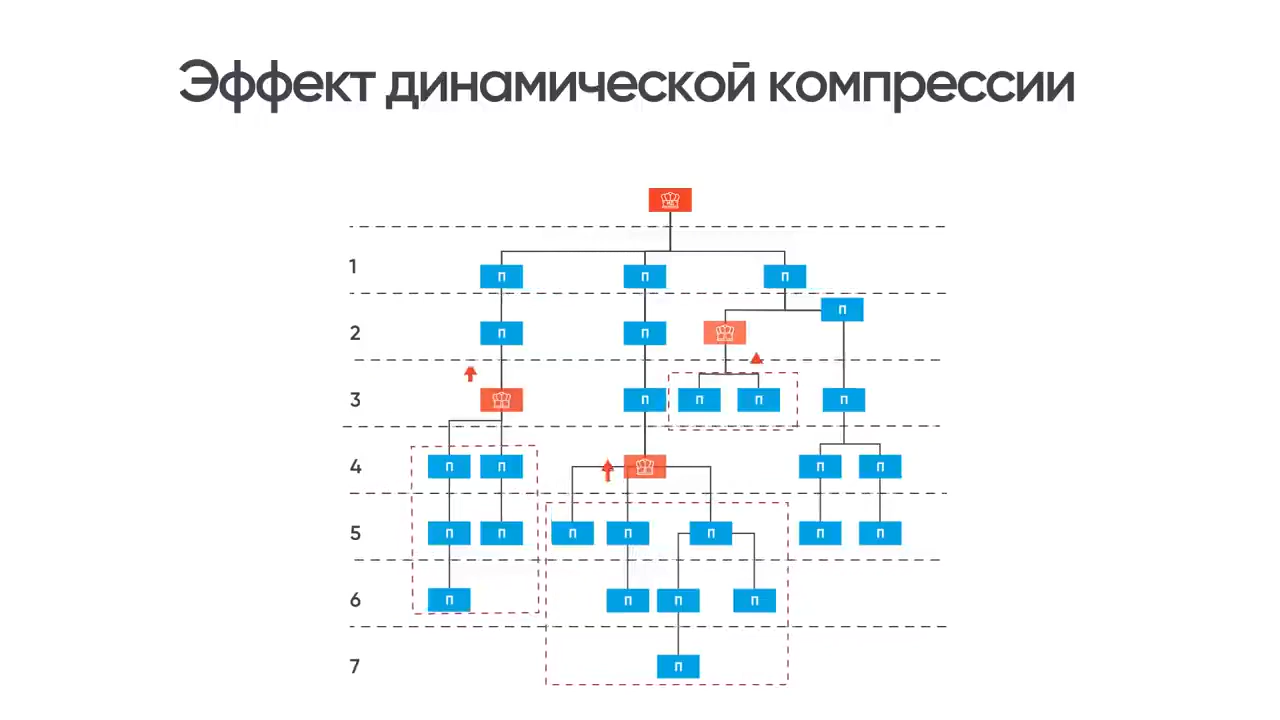 Эффект динамической компрессии
1 П П П
2 П П П
3 П П П П
4 П П П П
5 П П П П П П П
6 П П П П
7 П